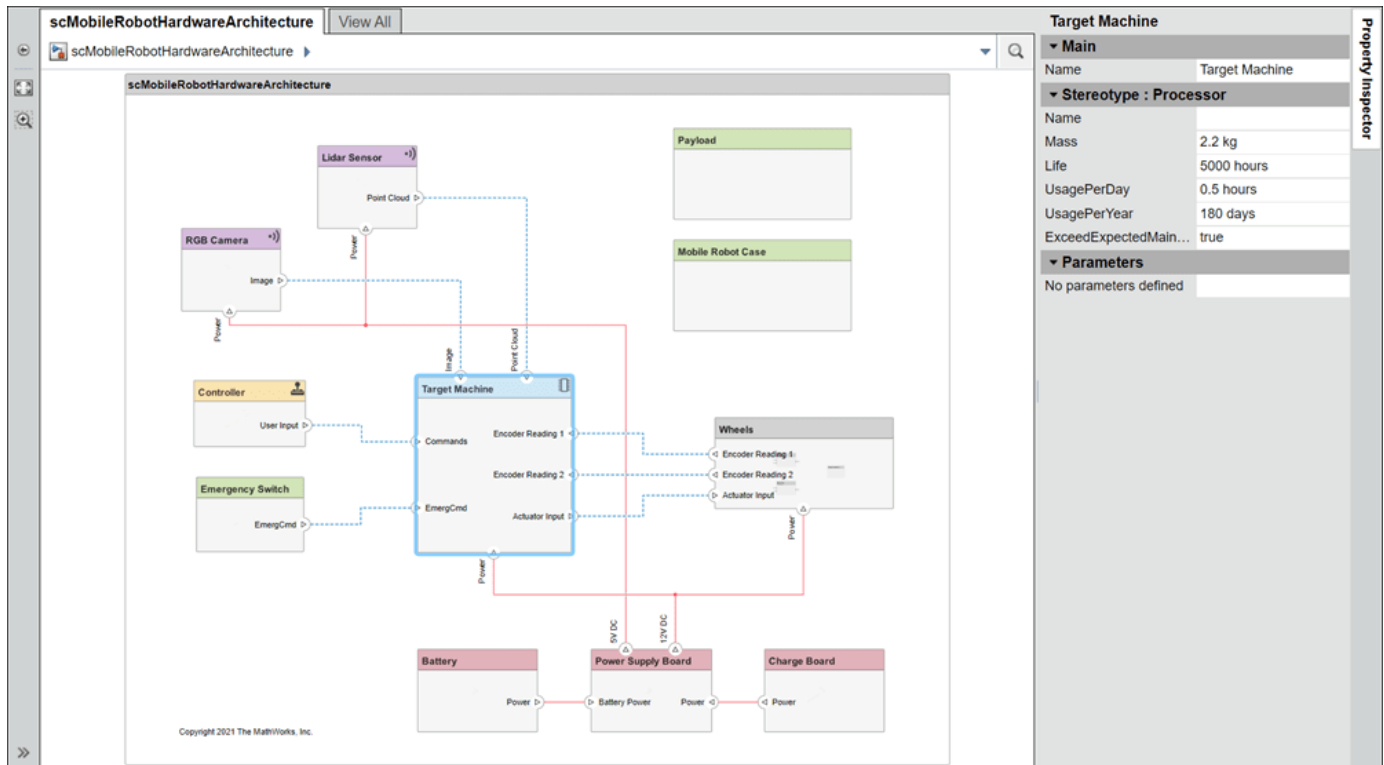 scMobileRobotHardwareArchitecture
View All
scMobileRobotHardwareArchitecture
scMobileRobotHardwareArchitecture
Lidar Sensor
Point Cloud
Power
RGB Camera
Image
Power
Payload
Mobile Robot Case
Image
Point Cloud
Controller
User Input
Emergency Switch
EmergCmd
Target Machine
Commands
EmergCmd
Encoder Reading 1
Encoder Reading 2
Actuator Input
Power
Wheels
Encoder Reading 1
Encoder Reading 2
Actuator Input
Power
5V DC
12V DC
Battery
Power
Power Supply Board
Battery Power
Power
Charge Board
Power
Copyright 2021 The MathWorks, Inc.
Target Machine
Main
Name Target Machine
Stereotype : Processor
Name
Mass 2.2 kg
Life 5000 hours
UsagePerDay 0.5 hours
UsagePerYear 180 days
ExceedExpectedMain... true
Parameters
No parameters defined
Property Inspector